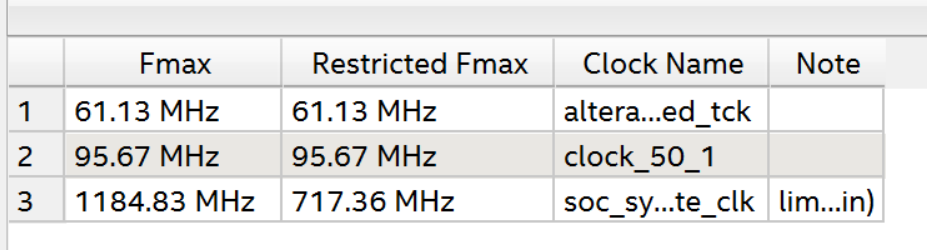 Fmax Restricted Fmax Clock Name Note
1 61.13 MHz 61.13 MHz altera...ed_tck
2 95.67 MHz 95.67 MHz clock_50_1
3 1184.83 MHz 717.36 MHz soc_sy...te_clk lim...in)